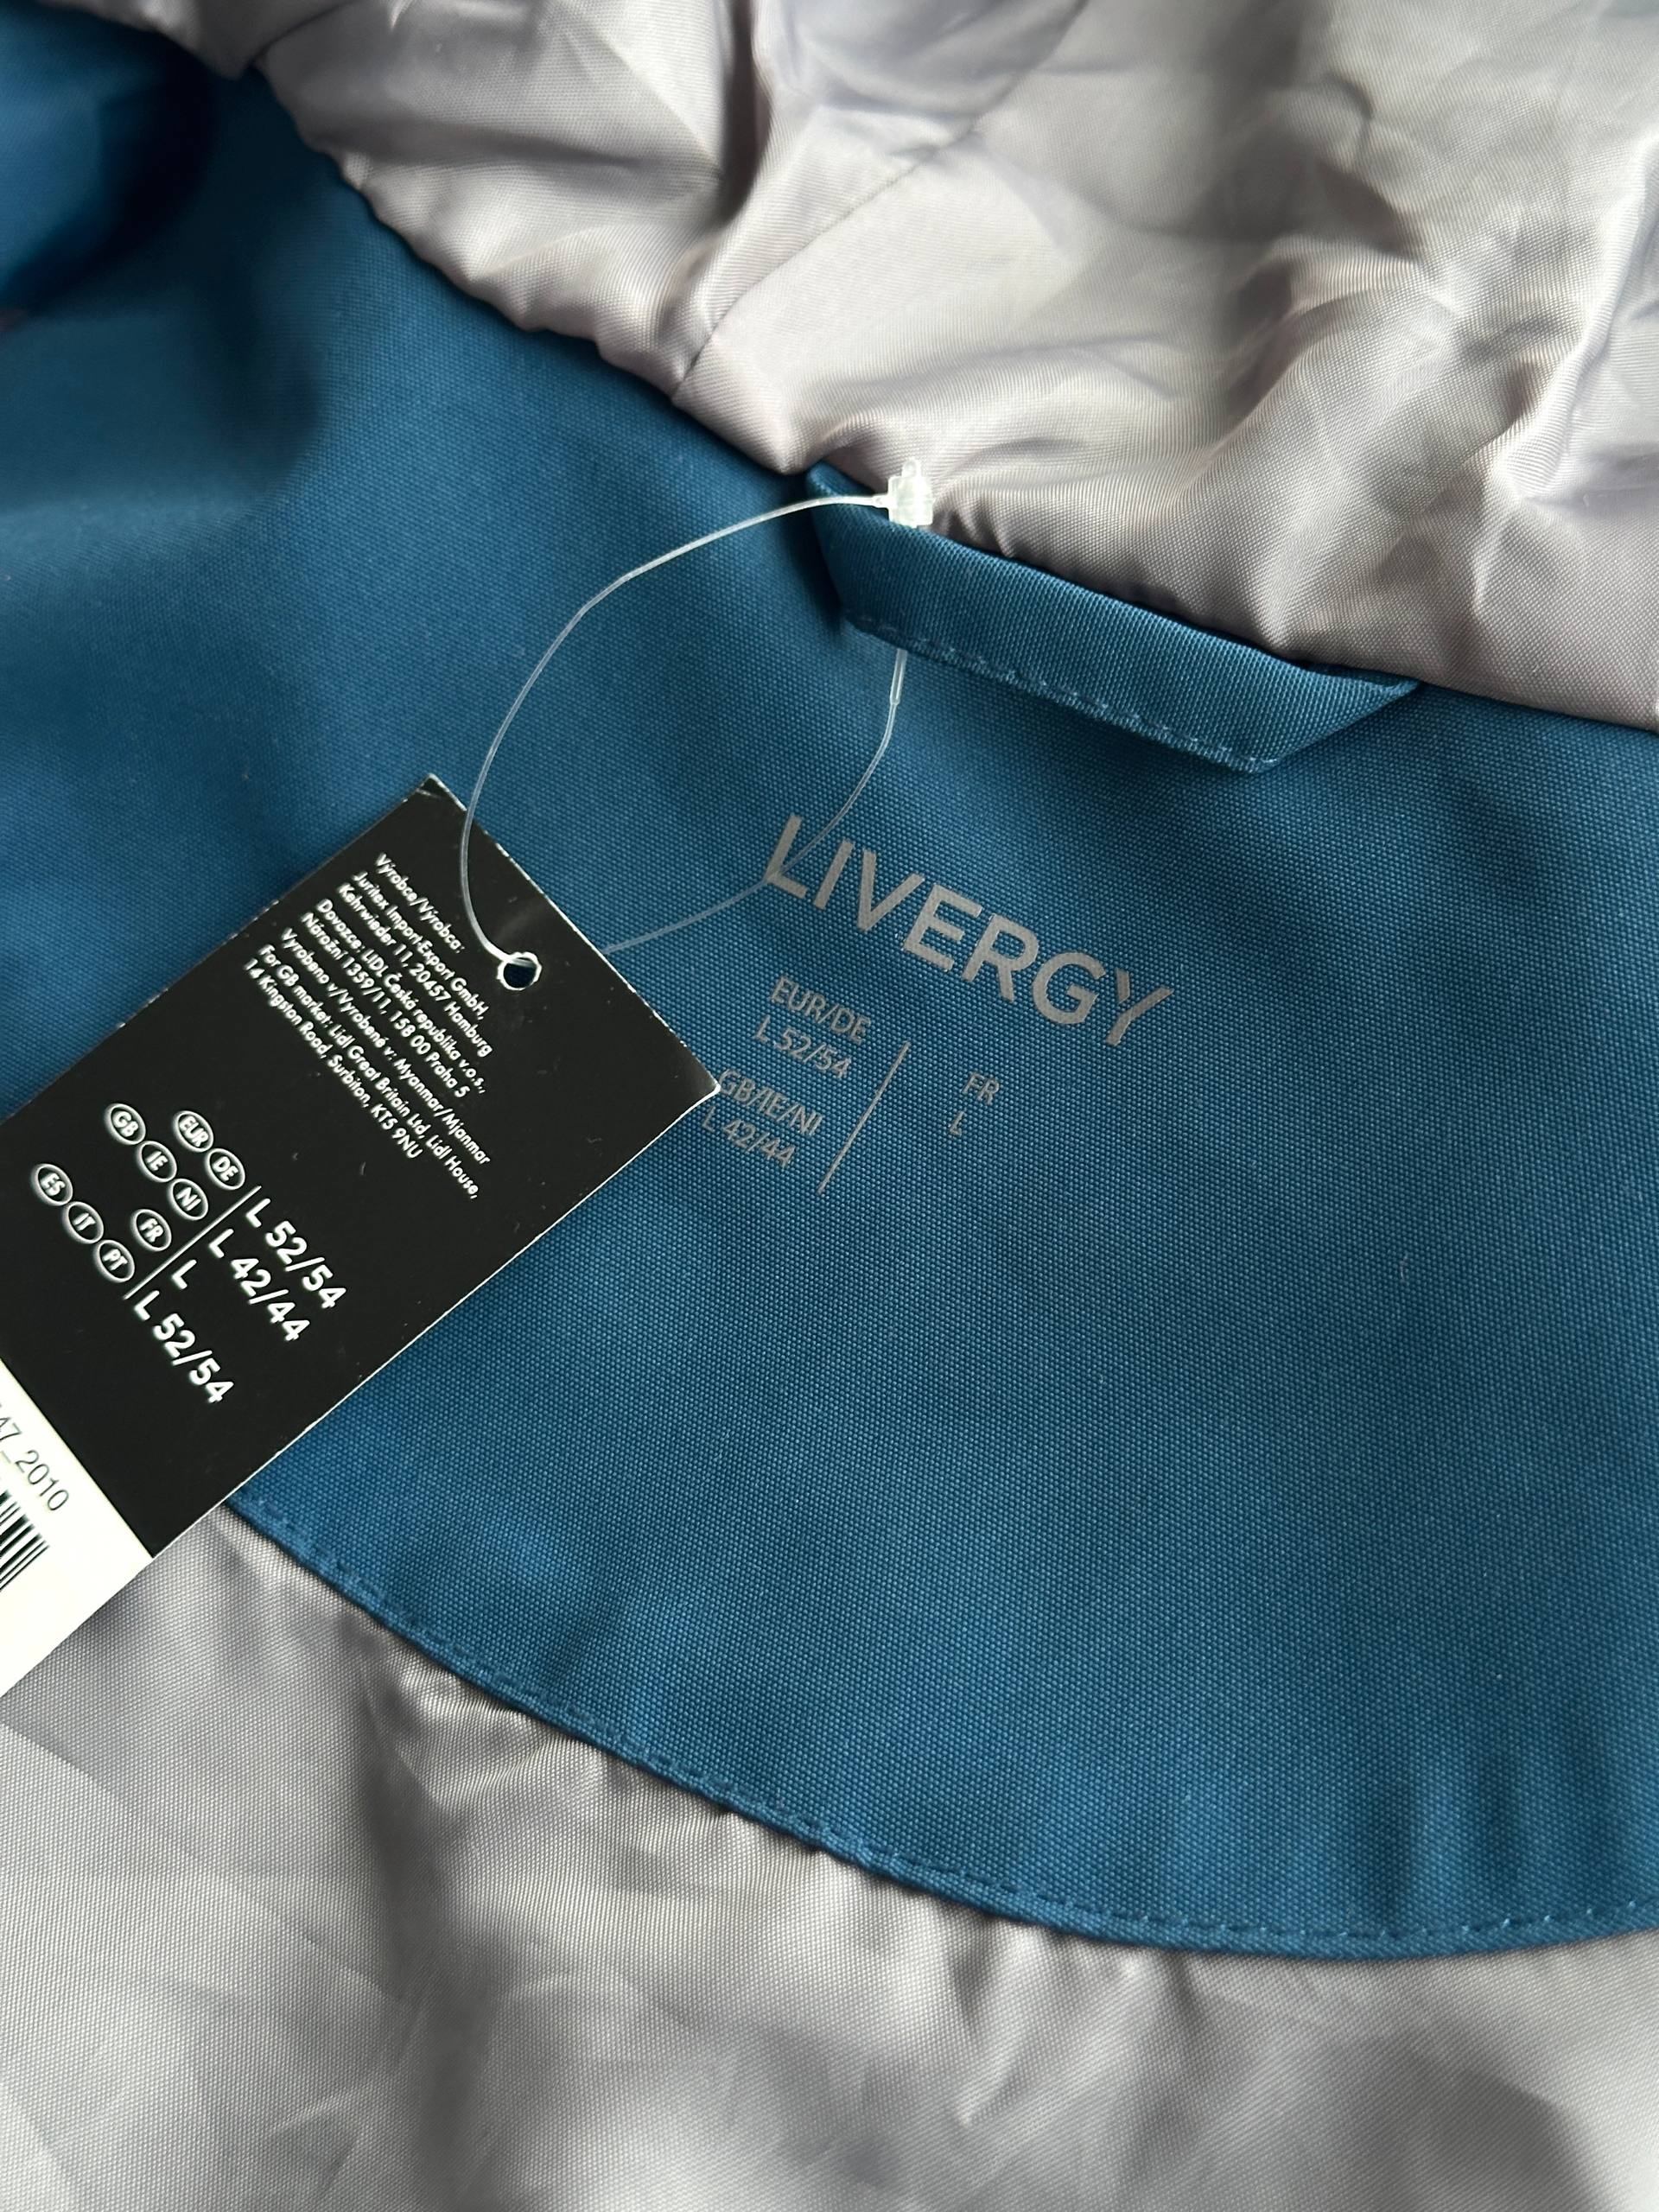 LIVERGY
EUR/DE
L 52/54
GB/IE/NI
L 42/44
FR
L
Výrobce/Výrobca:
Juritex Import-Export GmbH,
Kehrwieder 11, 20457 Hamburg
Dovozce: LIDL Česká republika v.o.s.,
Nárožní 1359/11, 158 00 Praha 5
Vyrobeno v/Vyrobené v: Myanmar/Mjanmar
For GB market: Lidl Great Britain Ltd, Lidl House,
14 Kingston Road, Surbiton, KT5 9NU
EUR DE L 52/54
GB IE NI L 42/44
FR L
ES IT PT L 52/54
47_2010